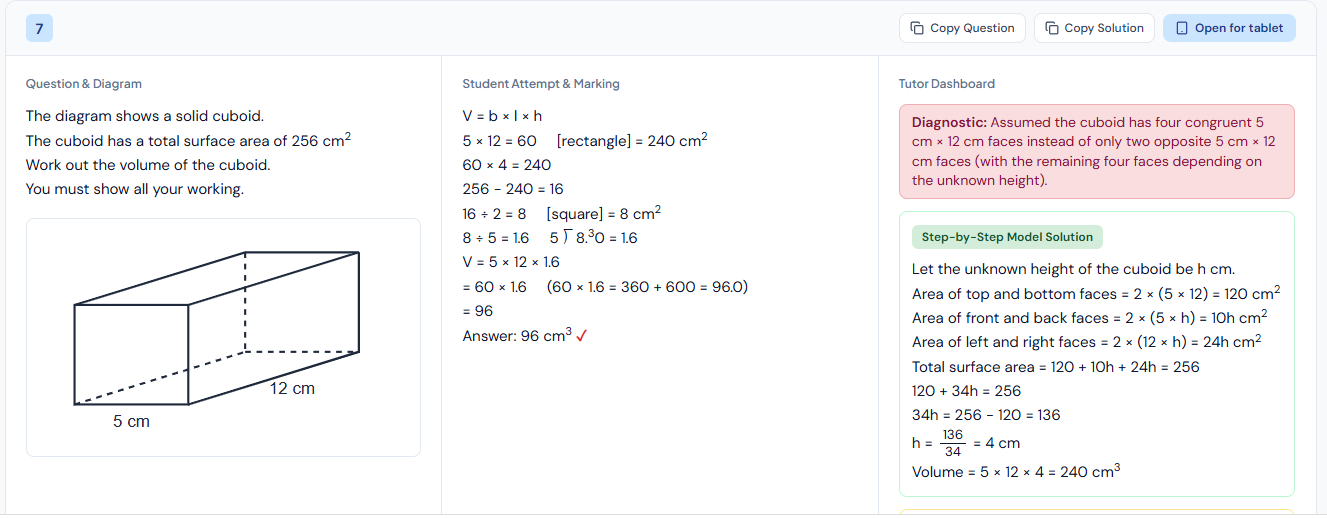 7
Copy Question
Copy Solution
Open for tablet
Question & Diagram
The diagram shows a solid cuboid.
The cuboid has a total surface area of 256 cm²
Work out the volume of the cuboid.
You must show all your working.
12 cm
5 cm
Student Attempt & Marking
V = b × l × h
5 × 12 = 60 [rectangle] = 240 cm²
60 × 4 = 240
256 − 240 = 16
16 ÷ 2 = 8 [square] = 8 cm²
8 ÷ 5 = 1.6 5 ⟌ 8.³0 = 1.6
V = 5 × 12 × 1.6
= 60 × 1.6 (60 × 1.6 = 360 + 600 = 96.0)
= 96
Answer: 96 cm³ ✓
Tutor Dashboard
Diagnostic: Assumed the cuboid has four congruent 5
cm × 12 cm faces instead of only two opposite 5 cm × 12
cm faces (with the remaining four faces depending on
the unknown height).
Step-by-Step Model Solution
Let the unknown height of the cuboid be h cm.
Area of top and bottom faces = 2 × (5 × 12) = 120 cm²
Area of front and back faces = 2 × (5 × h) = 10h cm²
Area of left and right faces = 2 × (12 × h) = 24h cm²
Total surface area = 120 + 10h + 24h = 256
120 + 34h = 256
34h = 256 − 120 = 136
h = 136/34 = 4 cm
Volume = 5 × 12 × 4 = 240 cm³